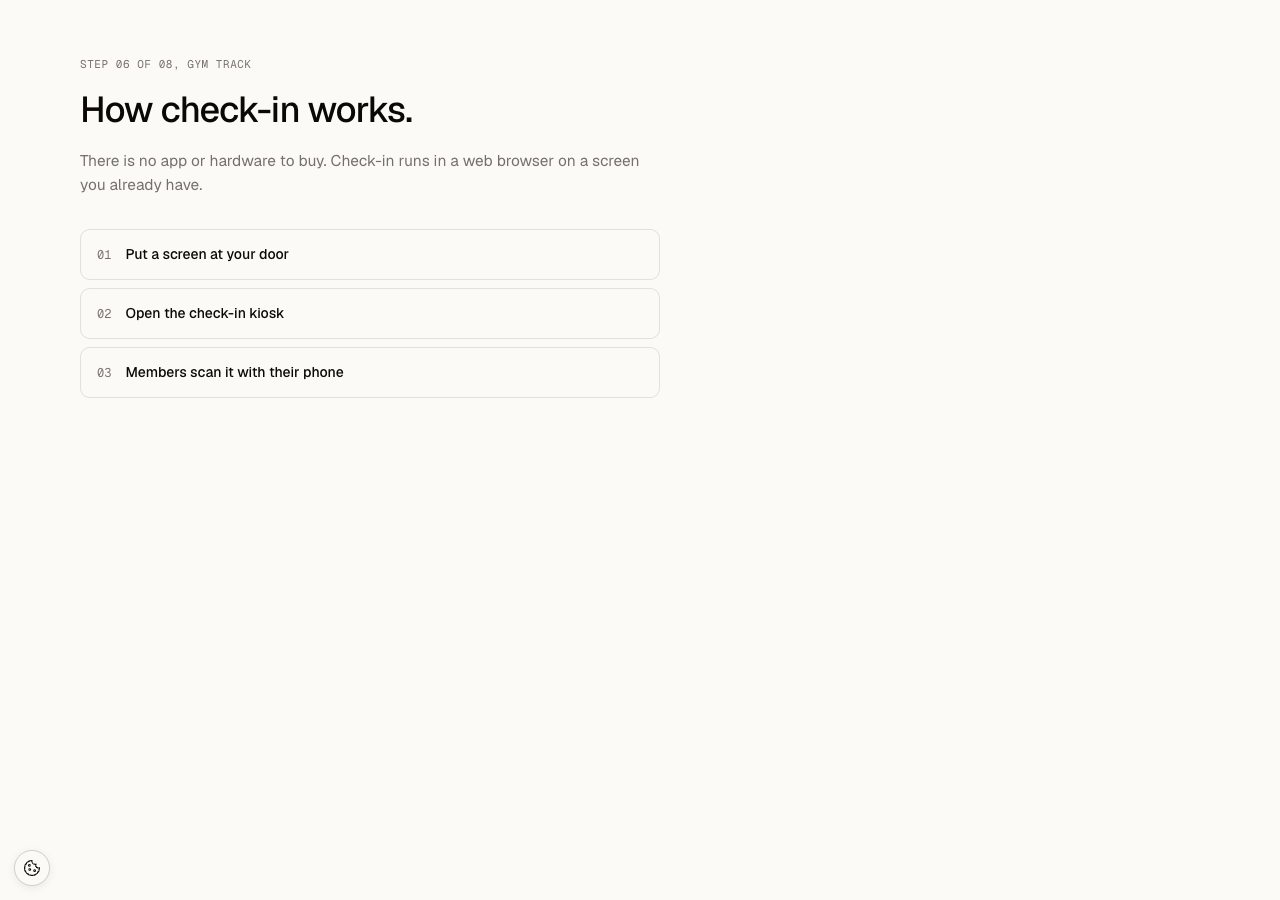 STEP 06 OF 08, GYM TRACK
How check-in works.
There is no app or hardware to buy. Check-in runs in a web browser on a screen
you already have.
01 Put a screen at your door
02 Open the check-in kiosk
03 Members scan it with their phone